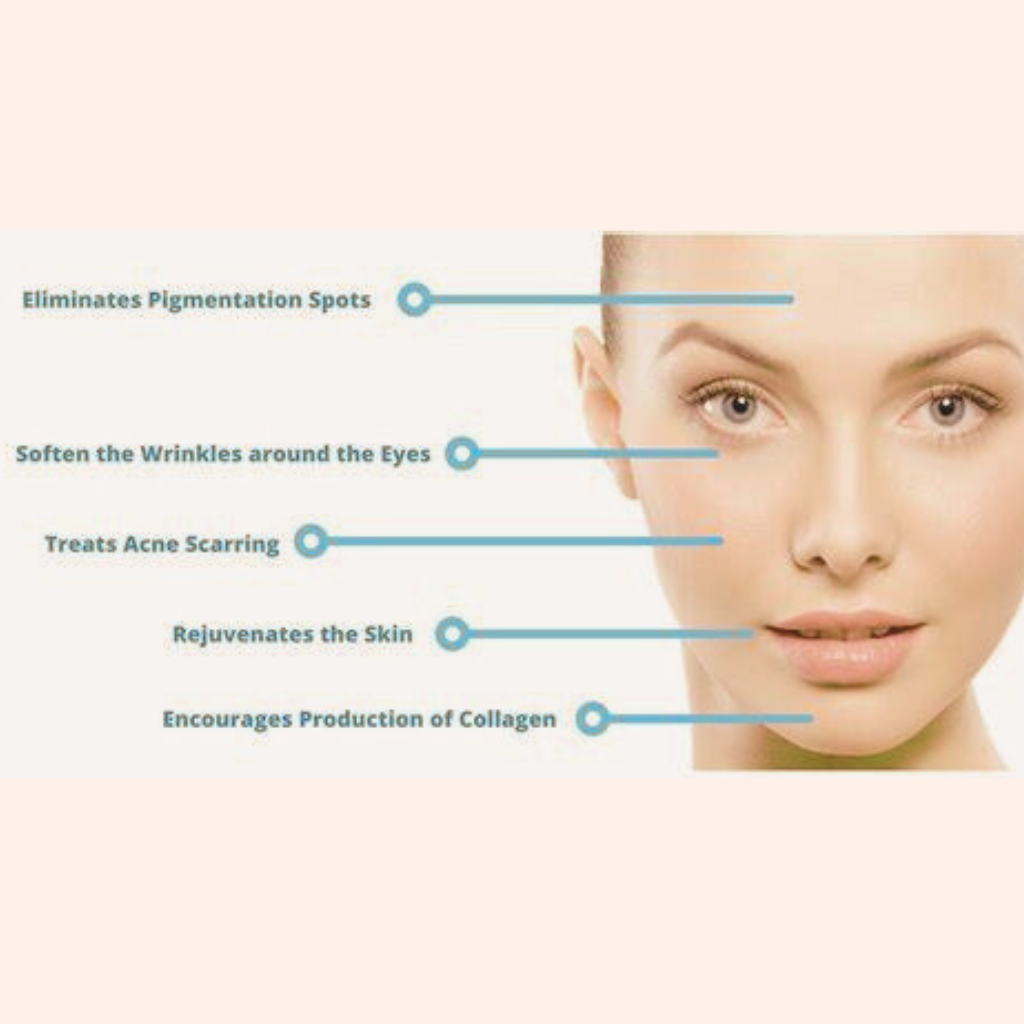 Eliminates Pigmentation Spots
Soften the Wrinkles around the Eyes
Treats Acne Scarring
Rejuvenates the Skin
Encourages Production of Collagen